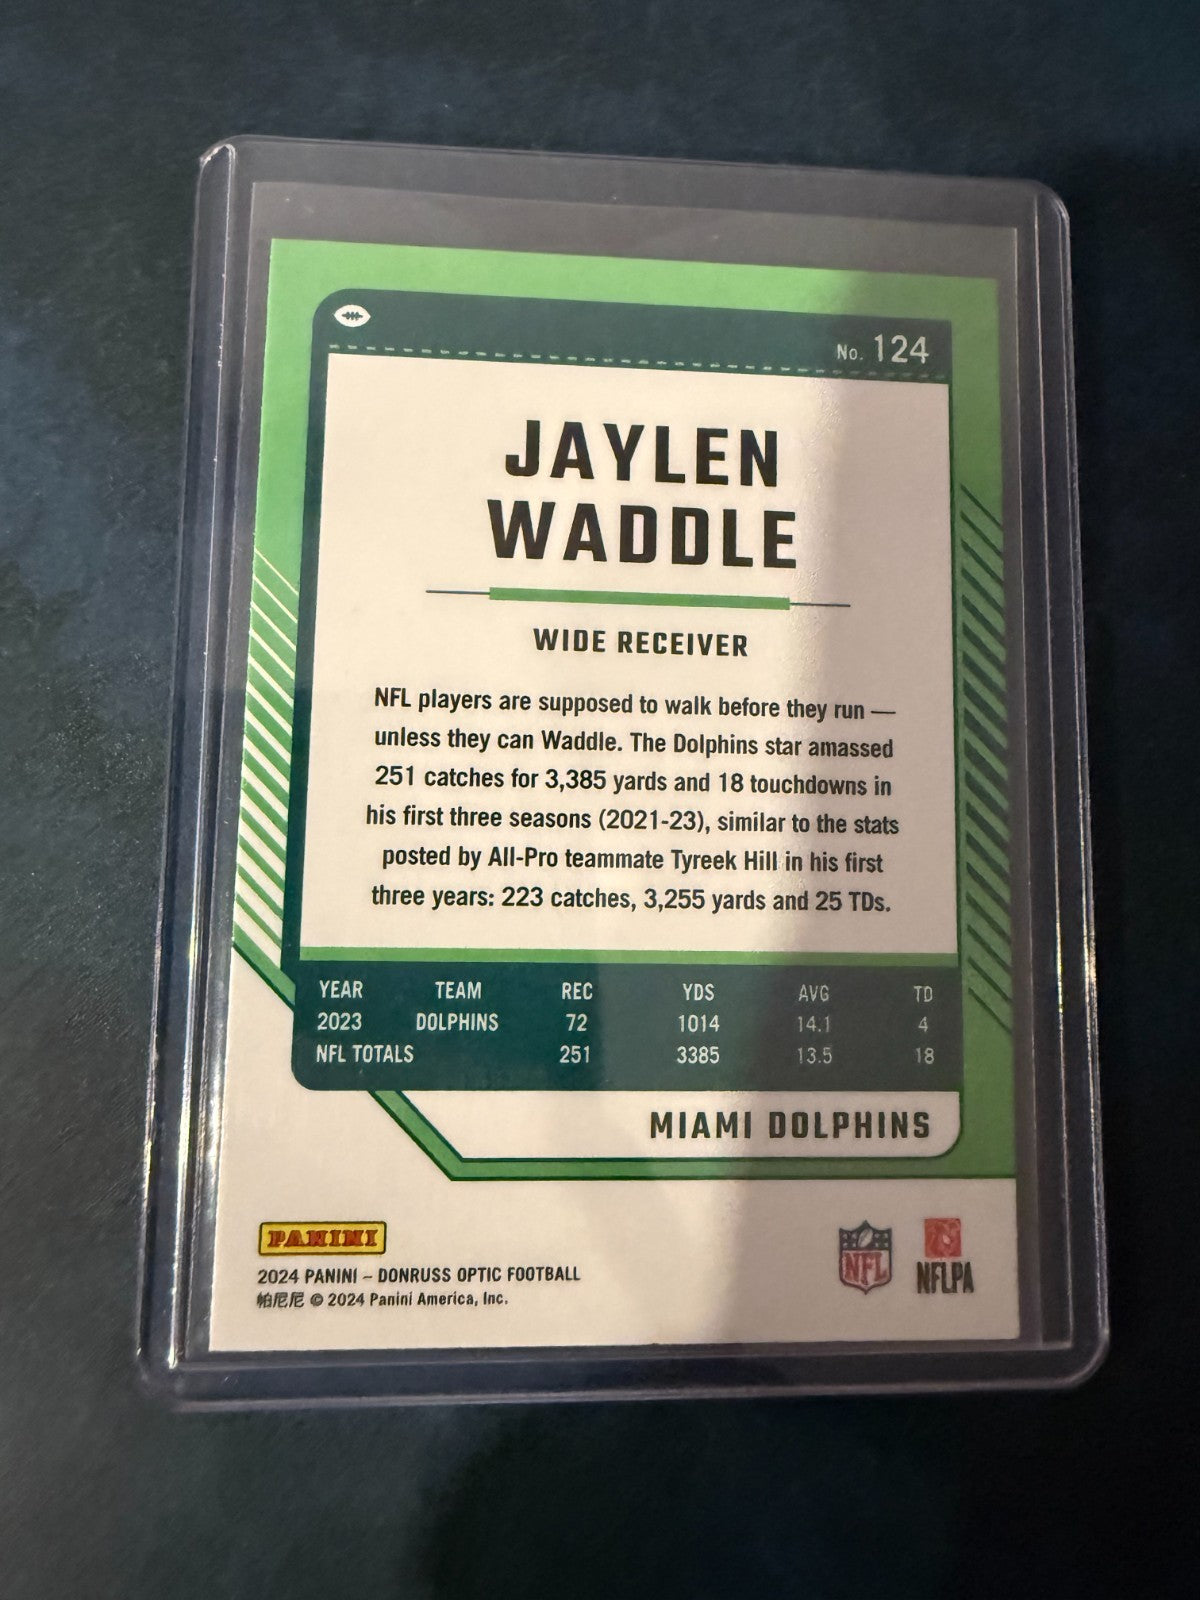 No. 124
JAYLEN
WADDLE
WIDE RECEIVER
NFL players are supposed to walk before they run —
unless they can Waddle. The Dolphins star amassed
251 catches for 3,385 yards and 18 touchdowns in
his first three seasons (2021-23), similar to the stats
posted by All-Pro teammate Tyreek Hill in his first
three years: 223 catches, 3,255 yards and 25 TDs.
YEAR TEAM REC YDS AVG TD
2023 DOLPHINS 72 1014 14.1 4
NFL TOTALS 251 3385 13.5 18
MIAMI DOLPHINS
PANINI
NFL
NFLPA
2024 PANINI – DONRUSS OPTIC FOOTBALL
帕尼尼 © 2024 Panini America, Inc.